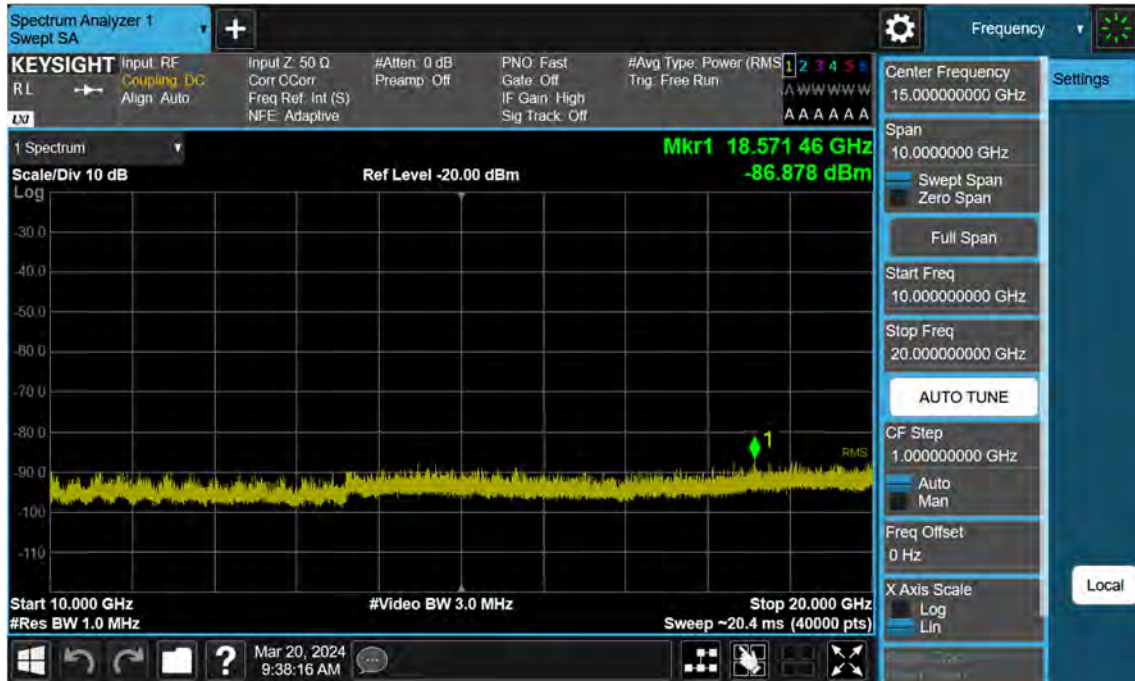 Spectrum Analyzer 1
Swept SA
+
Frequency
KEYSIGHT
R L
LXI
Input: RF
Coupling: DC
Align: Auto
Input Z: 50 Ω
Corr CCorr
Freq Ref: Int (S)
NFE: Adaptive
#Atten: 0 dB
Preamp: Off
PNO: Fast
Gate: Off
IF Gain: High
Sig Track: Off
#Avg Type: Power (RMS
Trig: Free Run
1 2 3 4 5 6
A W W W W W
A A A A A A
1 Spectrum
Scale/Div 10 dB
Ref Level -20.00 dBm
Mkr1 18.571 46 GHz
-86.878 dBm
Log
-30.0
-40.0
-50.0
-60.0
-70.0
-80.0
-90.0
-100
-110
1
RMS
Start 10.000 GHz
#Res BW 1.0 MHz
#Video BW 3.0 MHz
Stop 20.000 GHz
Sweep ~20.4 ms (40000 pts)
Center Frequency
15.000000000 GHz
Span
10.0000000 GHz
Swept Span
Zero Span
Full Span
Start Freq
10.000000000 GHz
Stop Freq
20.000000000 GHz
AUTO TUNE
CF Step
1.000000000 GHz
Auto
Man
Freq Offset
0 Hz
X Axis Scale
Log
Lin
Settings
Local
?
Mar 20, 2024
9:38:16 AM